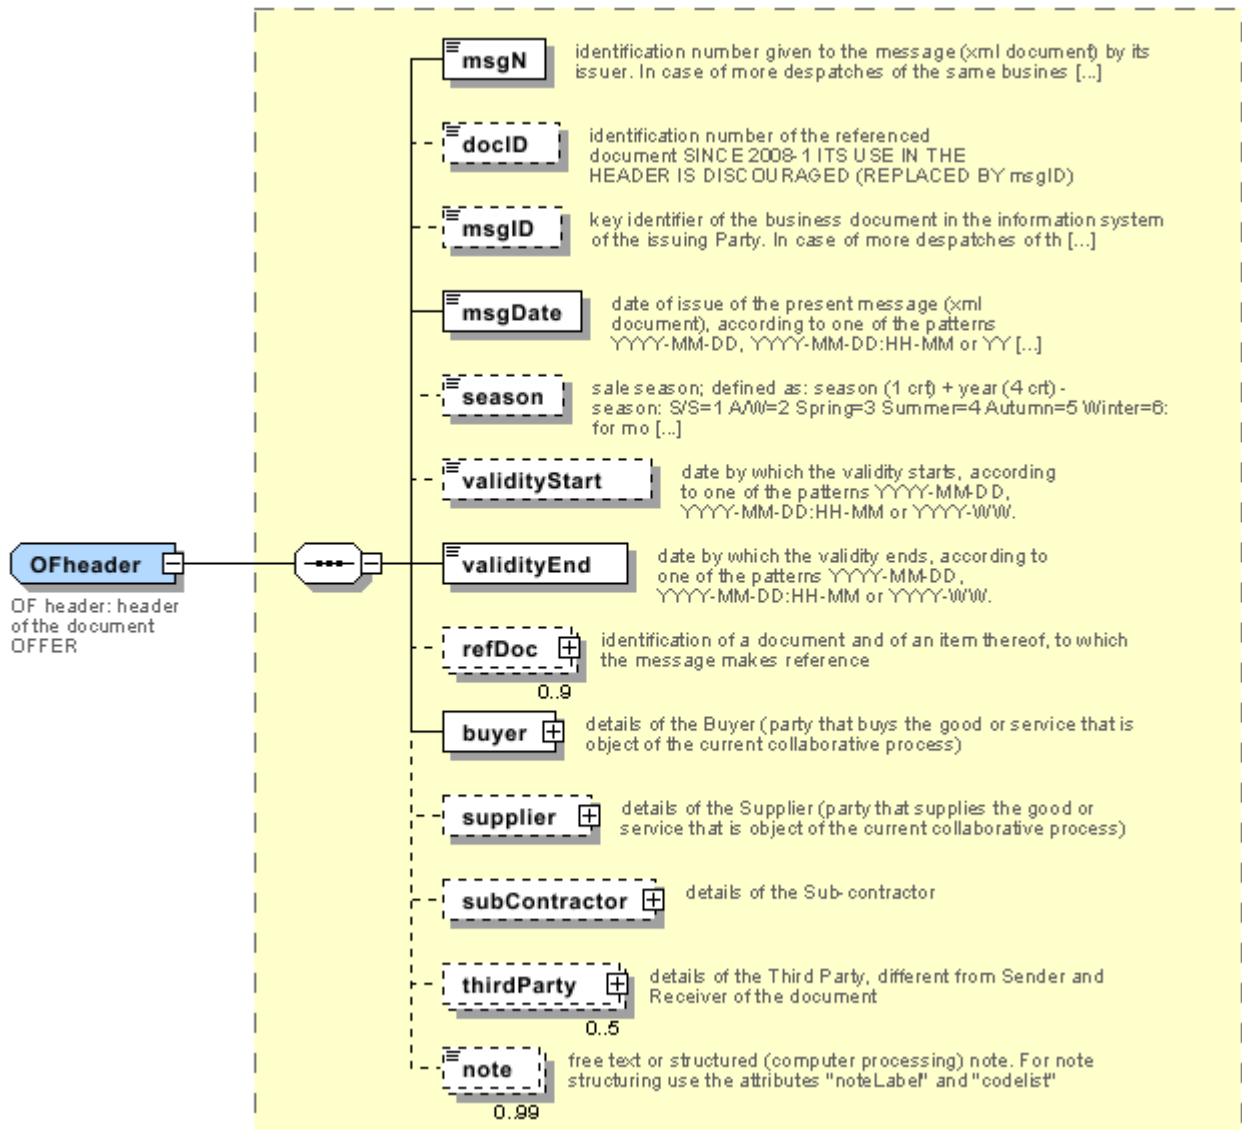 msgN
identification number given to the message (xml document) by its
issuer. In case of more despatches of the same busines [...]
docID
identification number of the referenced
document SINCE 2008-1 ITS USE IN THE
HEADER IS DISCOURAGED (REPLACED BY msgID)
msgID
key identifier of the business document in the information system
of the issuing Party. In case of more despatches of th [...]
msgDate
date of issue of the present message (xml
document), according to one of the patterns
YYYY-MM-DD, YYYY-MM-DD:HH-MM or YY [...]
season
sale season; defined as: season (1 crt) + year (4 crt) -
season: S/S=1 A/W=2 Spring=3 Summer=4 Autumn=5 Winter=6:
for mo [...]
validityStart
date by which the validity starts, according
to one of the patterns YYYY-MM-DD,
YYYY-MM-DD:HH-MM or YYYY-WW.
OFheader
OF header: header
of the document
OFFER
validityEnd
date by which the validity ends, according to
one of the patterns YYYY-MM-DD,
YYYY-MM-DD:HH-MM or YYYY-WW.
refDoc
identification of a document and of an item thereof, to which
the message makes reference
0..9
buyer
details of the Buyer (party that buys the good or service that is
object of the current collaborative process)
supplier
details of the Supplier (party that supplies the good or
service that is object of the current collaborative process)
subContractor
details of the Sub-contractor
thirdParty
details of the Third Party, different from Sender and
Receiver of the document
0..5
note
free text or structured (computer processing) note. For note
structuring use the attributes "noteLabel" and "codelist"
0..99